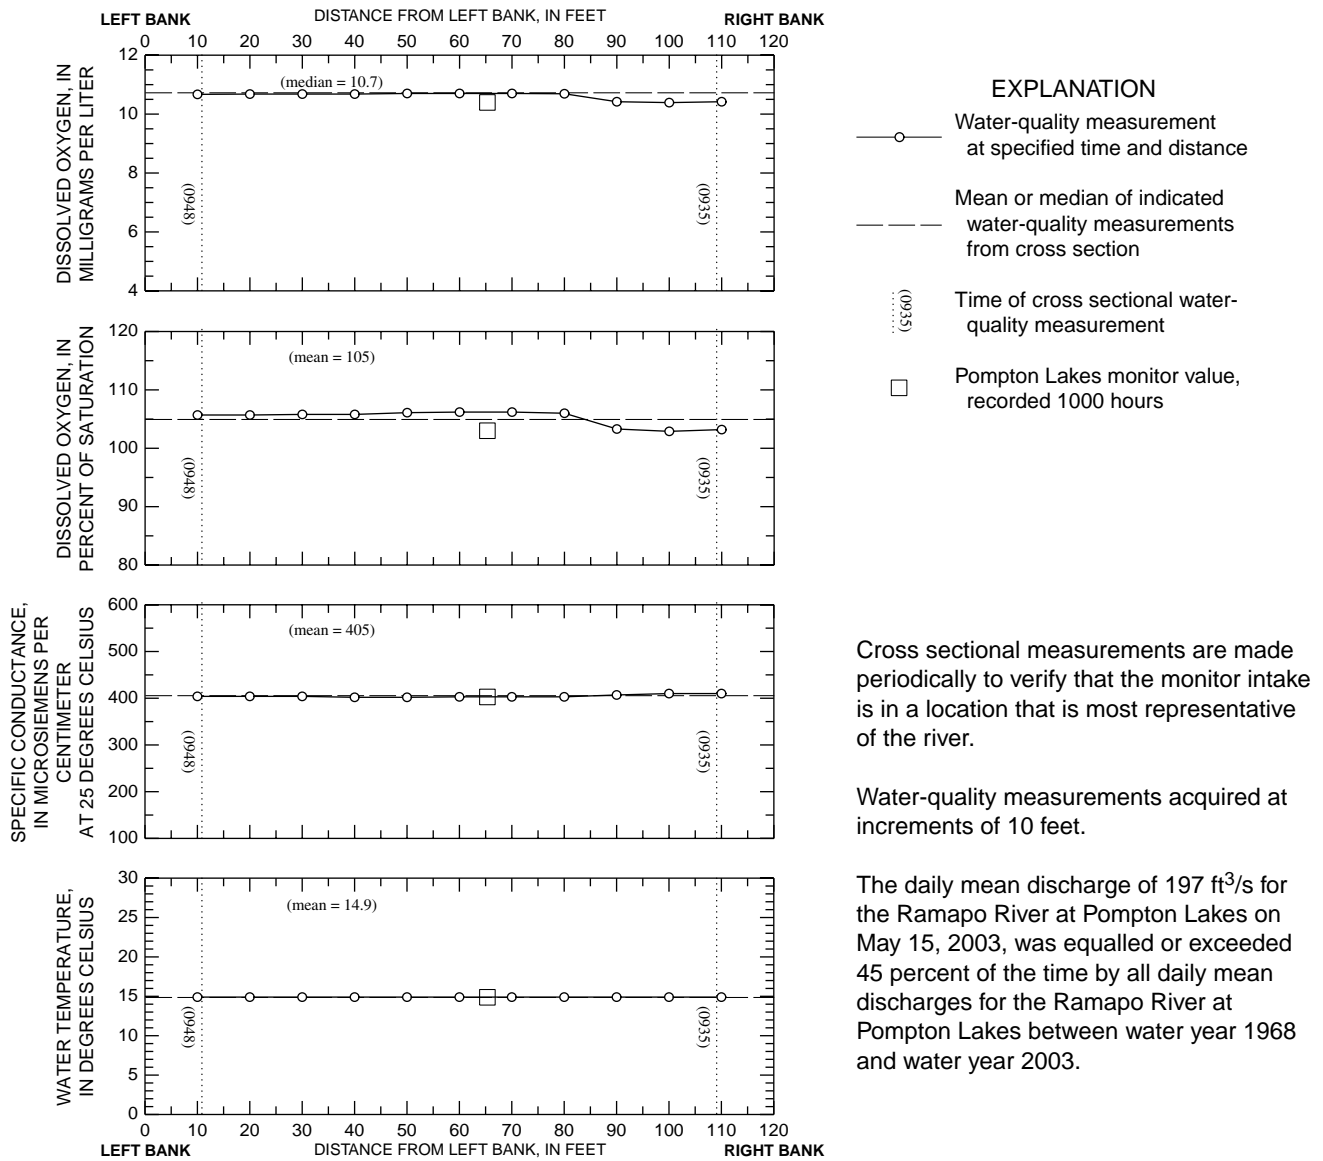 LEFT BANK
DISTANCE FROM LEFT BANK, IN FEET
RIGHT BANK
0 10 20 30 40 50 60 70 80 90 100 110 120
DISSOLVED OXYGEN, IN
MILLIGRAMS PER LITER
12
10
8
6
4
(median = 10.7)
(0948)
(0935)
DISSOLVED OXYGEN, IN
PERCENT OF SATURATION
120
110
100
90
80
(mean = 105)
(0948)
(0935)
SPECIFIC CONDUCTANCE,
IN MICROSIEMENS PER
CENTIMETER
AT 25 DEGREES CELSIUS
600
500
400
300
200
100
(mean = 405)
(0948)
(0935)
WATER TEMPERATURE,
IN DEGREES CELSIUS
30
25
20
15
10
5
0
(mean = 14.9)
(0948)
(0935)
0 10 20 30 40 50 60 70 80 90 100 110 120
LEFT BANK
DISTANCE FROM LEFT BANK, IN FEET
RIGHT BANK
EXPLANATION
Water-quality measurement
at specified time and distance
Mean or median of indicated
water-quality measurements
from cross section
(0935)
Time of cross sectional water-
quality measurement
Pompton Lakes monitor value,
recorded 1000 hours
Cross sectional measurements are made
periodically to verify that the monitor intake
is in a location that is most representative
of the river.
Water-quality measurements acquired at
increments of 10 feet.
The daily mean discharge of 197 ft³/s for
the Ramapo River at Pompton Lakes on
May 15, 2003, was equalled or exceeded
45 percent of the time by all daily mean
discharges for the Ramapo River at
Pompton Lakes between water year 1968
and water year 2003.